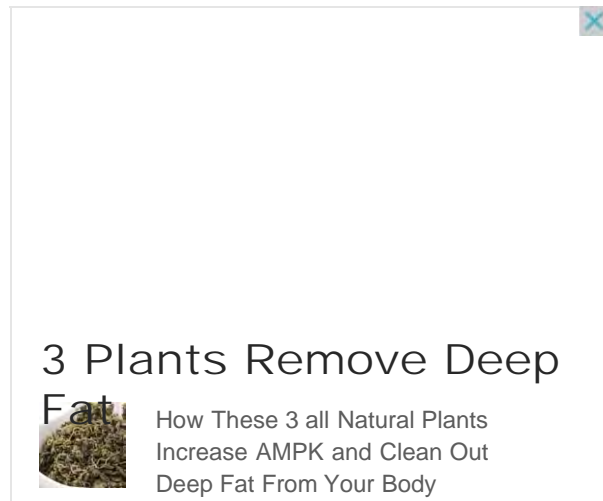 3 Plants Remove Deep
Fat
How These 3 all Natural Plants
Increase AMPK and Clean Out
Deep Fat From Your Body